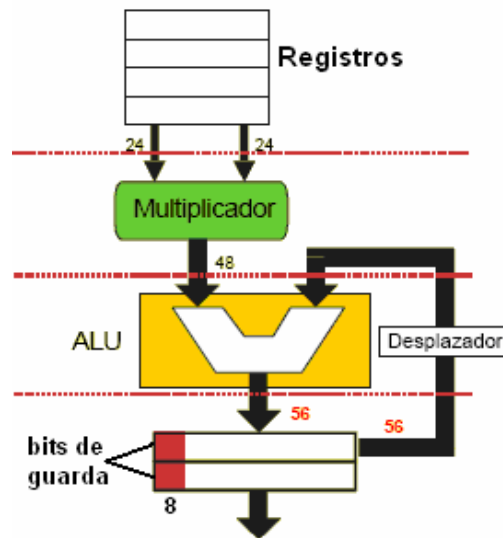 Registros
24
24
Multiplicador
48
ALU
Desplazador
56
56
bits de
guarda
8